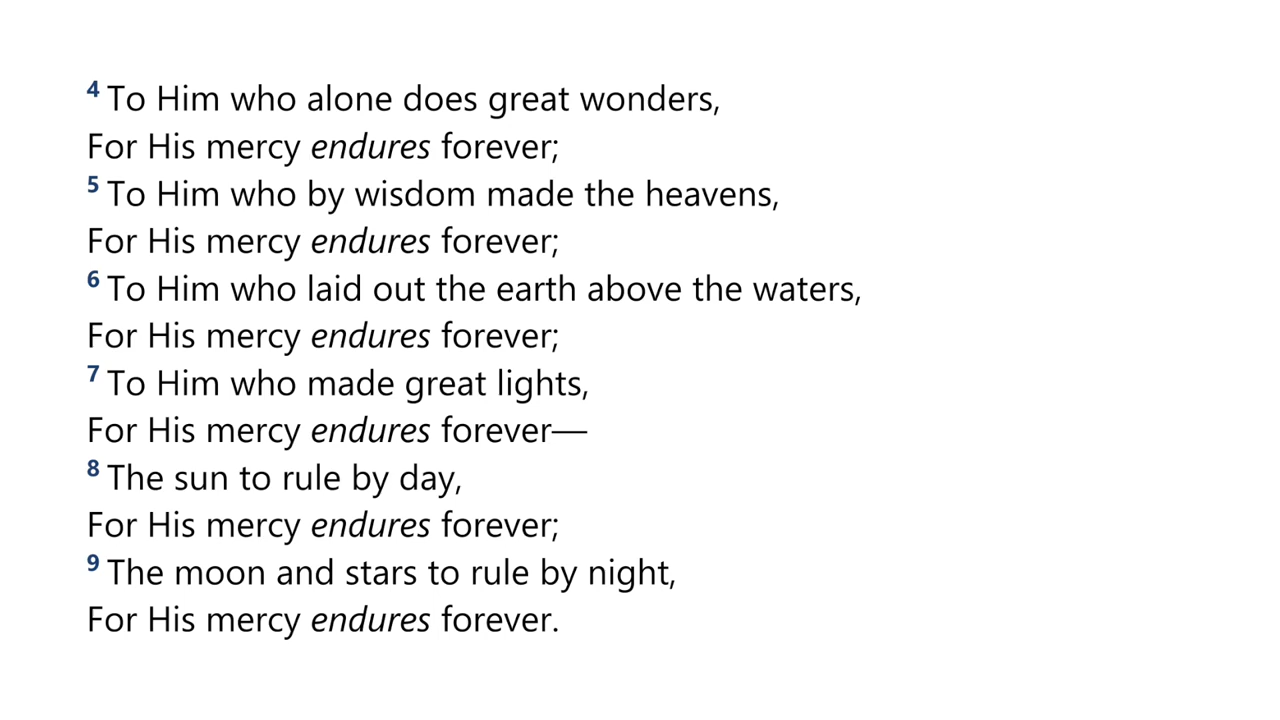 4 To Him who alone does great wonders,
For His mercy endures forever;
5 To Him who by wisdom made the heavens,
For His mercy endures forever;
6 To Him who laid out the earth above the waters,
For His mercy endures forever;
7 To Him who made great lights,
For His mercy endures forever—
8 The sun to rule by day,
For His mercy endures forever;
9 The moon and stars to rule by night,
For His mercy endures forever.